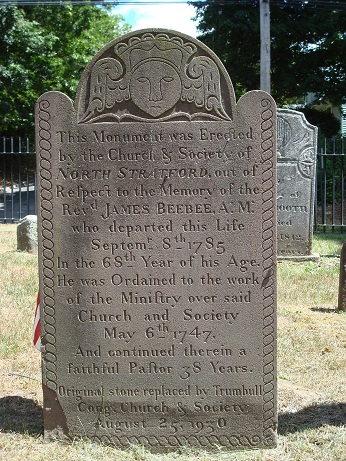 This Monument was Erected
by the Church & Society of
NORTH STRATFORD, out of
Reſpect to the Memory of the
Revd JAMES BEEBEE, A.M.
who departed this Life
Septemr 8th 1785
In the 68th Year of his Age.
He was Ordained to the work
of the Miniſtry over said
Church and Society
May 6th 1747.
And continued therein a
faithful Paſtor 38 Years.
Original stone replaced by Trumbull
Cong. Church & Society
August 25, 1930